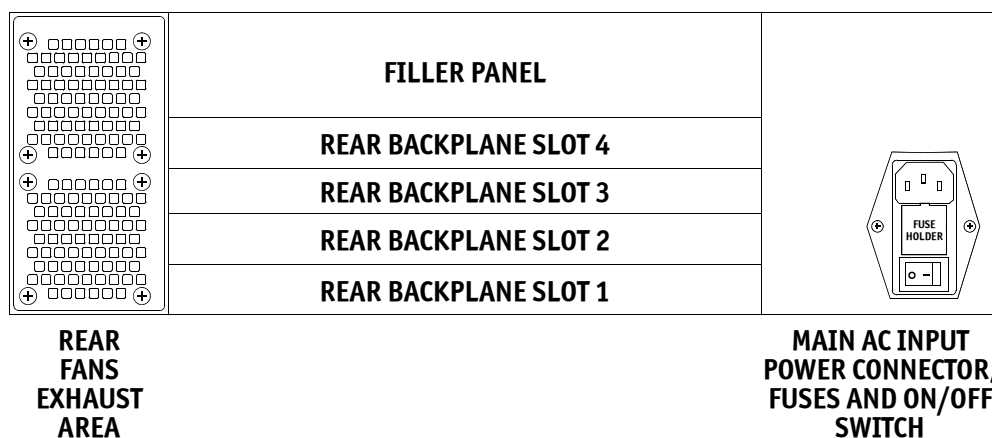 FILLER PANEL
REAR BACKPLANE SLOT 4
REAR BACKPLANE SLOT 3
REAR BACKPLANE SLOT 2
REAR BACKPLANE SLOT 1
FUSE
HOLDER
REAR
FANS
EXHAUST
AREA
MAIN AC INPUT
POWER CONNECTOR,
FUSES AND ON/OFF
SWITCH